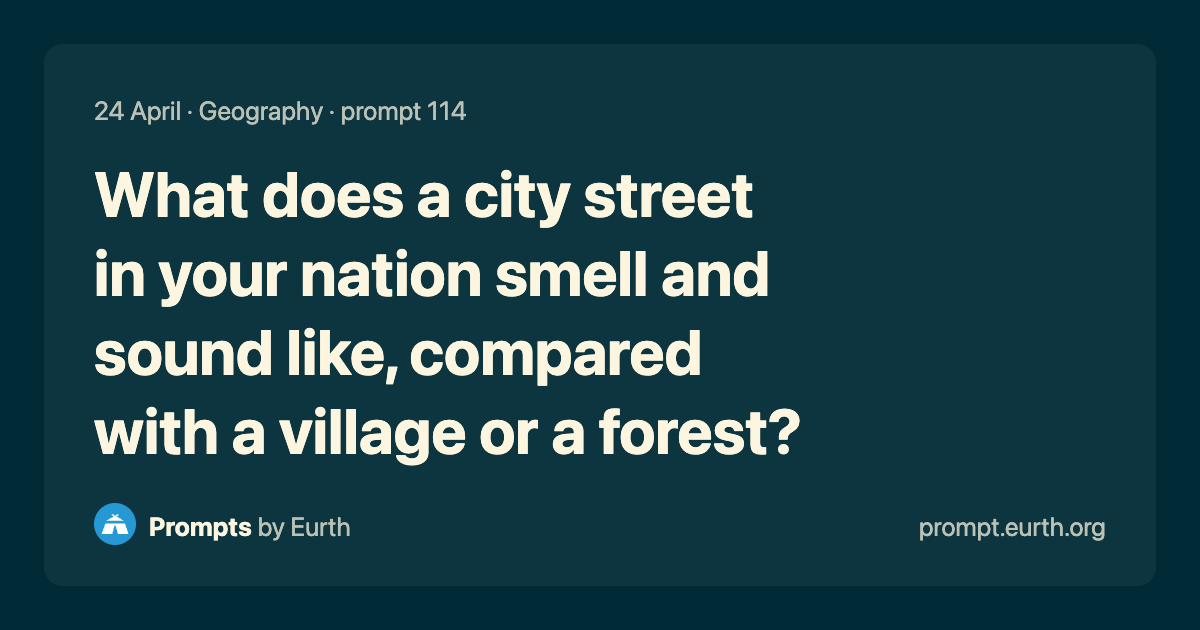 24 April · Geography · prompt 114
What does a city street
in your nation smell and
sound like, compared
with a village or a forest?
Prompts by Eurth
prompt.eurth.org